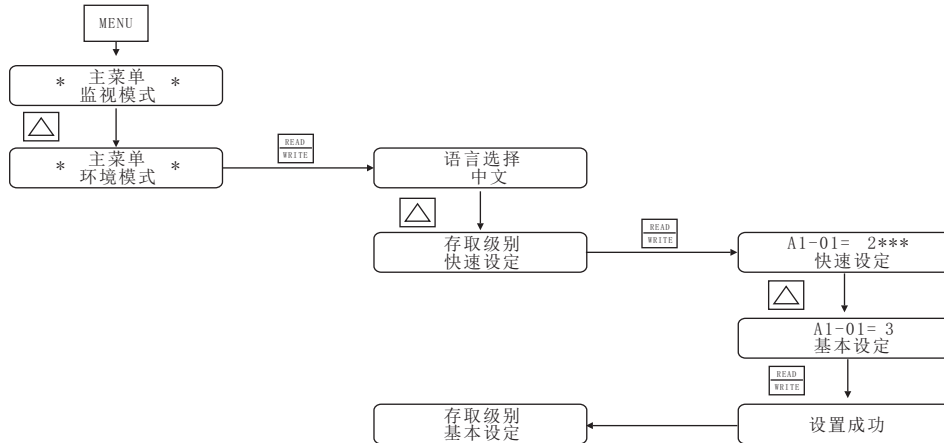 MENU
* 主菜单 *
监视模式
* 主菜单 *
环境模式
READ
WRITE
语言选择
中文
存取级别
快速设定
READ
WRITE
A1-01= 2***
快速设定
A1-01= 3
基本设定
READ
WRITE
设置成功
存取级别
基本设定